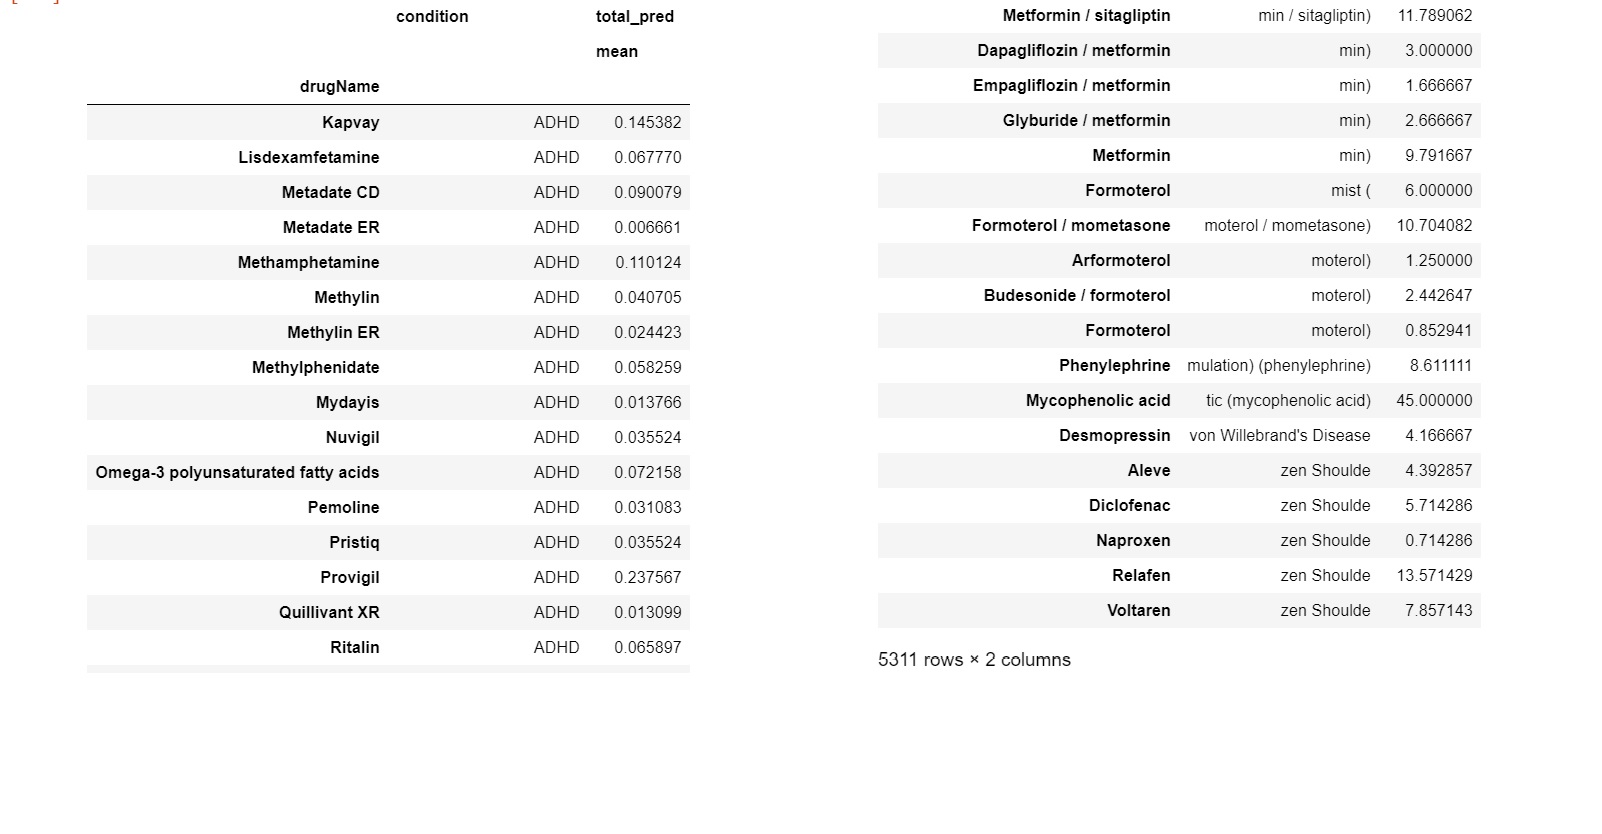 condition total_pred
mean
drugName
Kapvay ADHD 0.145382
Lisdexamfetamine ADHD 0.067770
Metadate CD ADHD 0.090079
Metadate ER ADHD 0.006661
Methamphetamine ADHD 0.110124
Methylin ADHD 0.040705
Methylin ER ADHD 0.024423
Methylphenidate ADHD 0.058259
Mydayis ADHD 0.013766
Nuvigil ADHD 0.035524
Omega-3 polyunsaturated fatty acids ADHD 0.072158
Pemoline ADHD 0.031083
Pristiq ADHD 0.035524
Provigil ADHD 0.237567
Quillivant XR ADHD 0.013099
Ritalin ADHD 0.065897
Metformin / sitagliptin min / sitagliptin) 11.789062
Dapagliflozin / metformin min) 3.000000
Empagliflozin / metformin min) 1.666667
Glyburide / metformin min) 2.666667
Metformin min) 9.791667
Formoterol mist ( 6.000000
Formoterol / mometasone moterol / mometasone) 10.704082
Arformoterol moterol) 1.250000
Budesonide / formoterol moterol) 2.442647
Formoterol moterol) 0.852941
Phenylephrine mulation) (phenylephrine) 8.611111
Mycophenolic acid tic (mycophenolic acid) 45.000000
Desmopressin von Willebrand's Disease 4.166667
Aleve zen Shoulde 4.392857
Diclofenac zen Shoulde 5.714286
Naproxen zen Shoulde 0.714286
Relafen zen Shoulde 13.571429
Voltaren zen Shoulde 7.857143
5311 rows × 2 columns